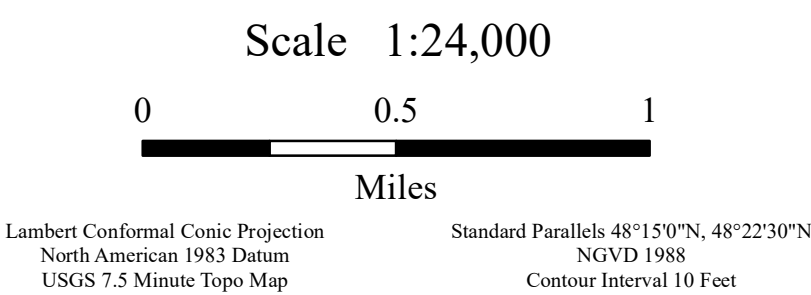 Scale 1:24,000
0 0.5 1
Miles
Lambert Conformal Conic Projection
North American 1983 Datum
USGS 7.5 Minute Topo Map
Standard Parallels 48°15'0"N, 48°22'30"N
NGVD 1988
Contour Interval 10 Feet